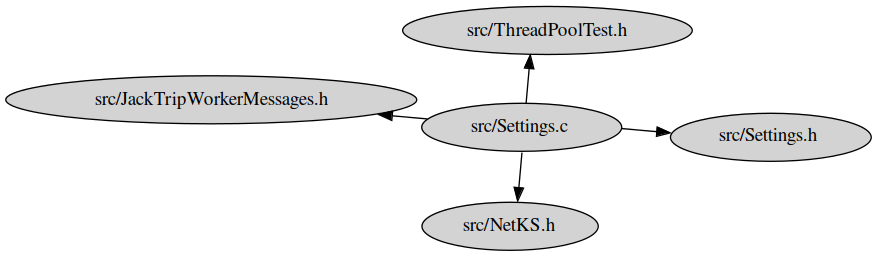 src/ThreadPoolTest.h
src/JackTripWorkerMessages.h
src/Settings.c
src/Settings.h
src/NetKS.h